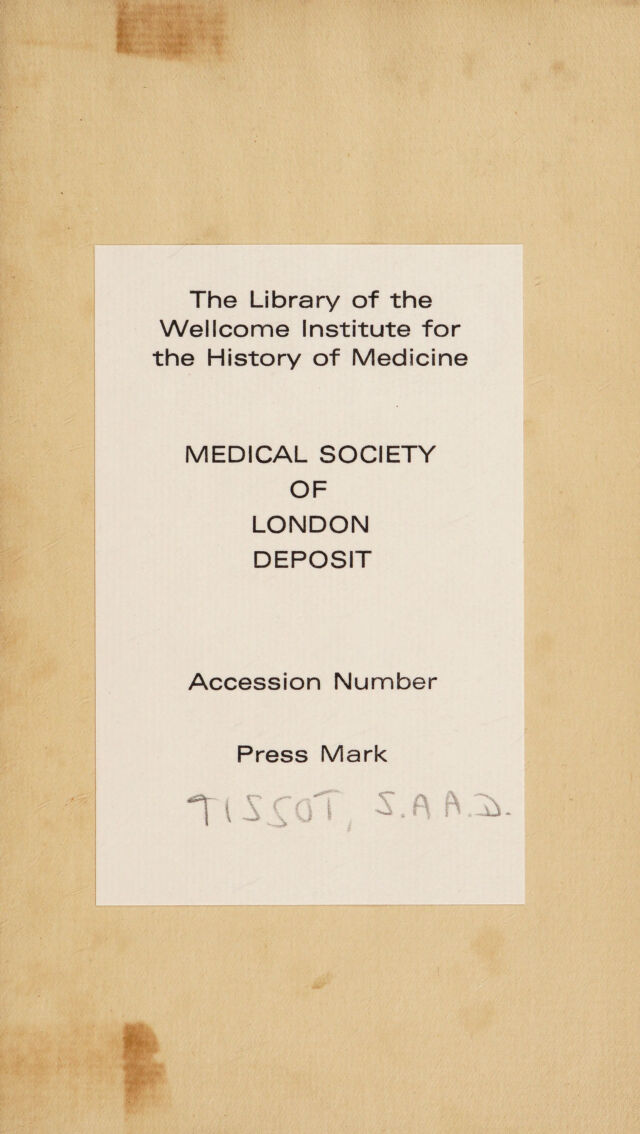 The Library of the
Wellcome Institute for
the History of Medicine
MEDICAL SOCIETY
OF
LONDON
DEPOSIT
Accession Number
Press Mark
TISSOT, S.A.A.D.